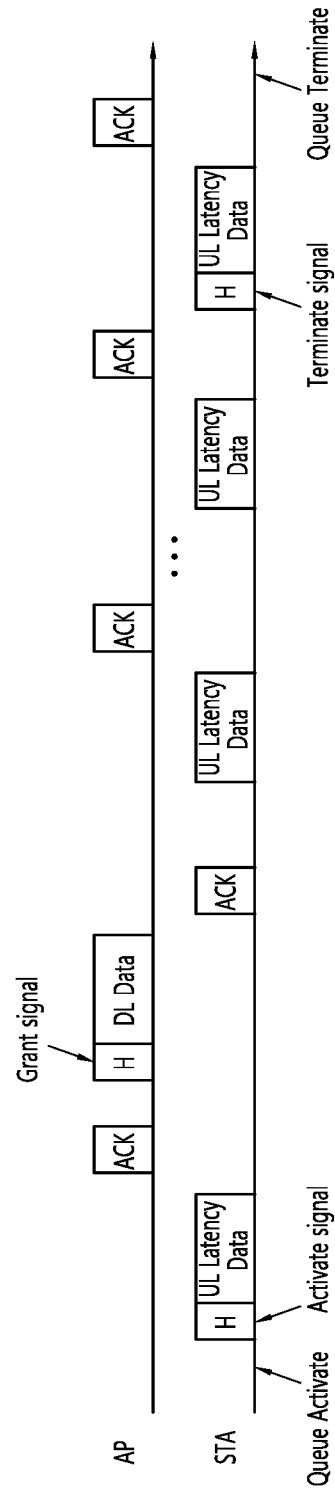 Grant signal
AP
ACK
H
DL Data
ACK
ACK
ACK
STA
H
UL Latency
Data
ACK
UL Latency
Data
UL Latency
Data
H
UL Latency
Data
Queue Activate
Activate signal
Terminate signal
Queue Terminate